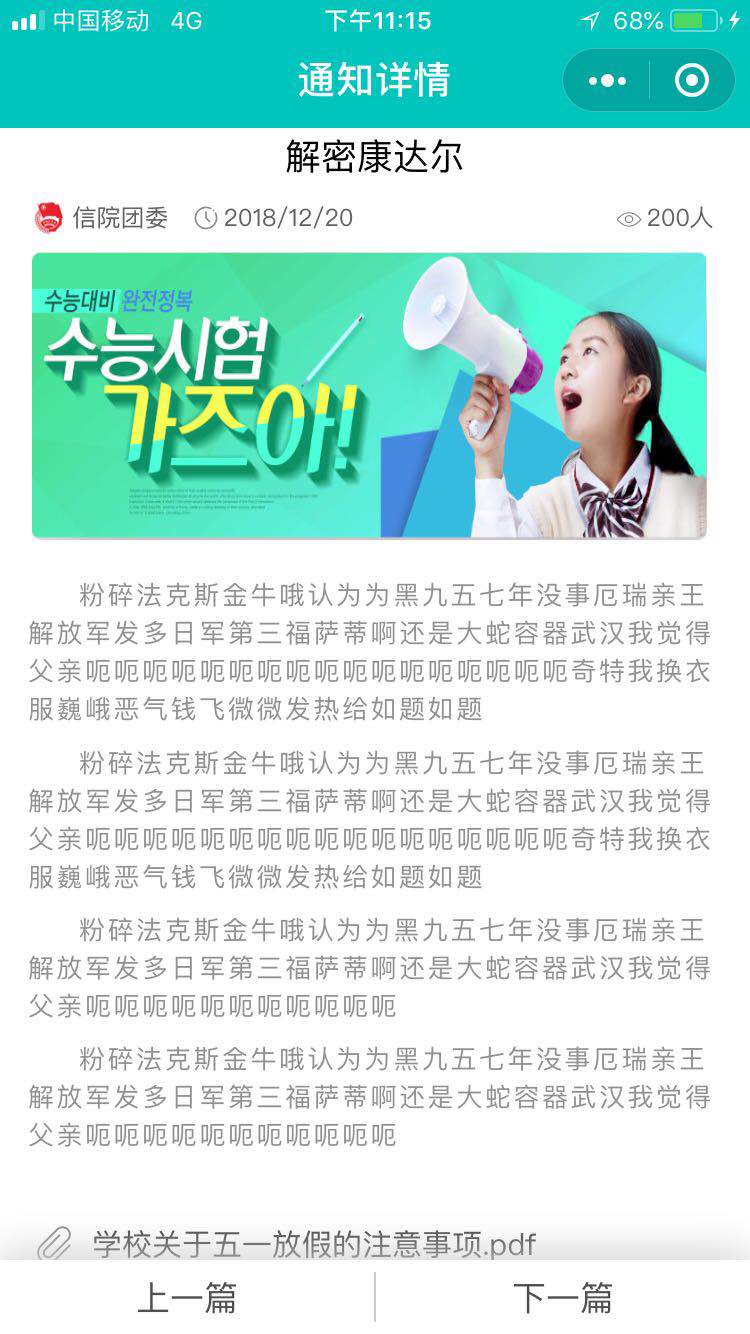 中国移动 4G 下午11:15 68%
通知详情
解密康达尔
信院团委 2018/12/20 200人
수능대비 완전정복
수능시험
가즈아!
粉碎法克斯金牛哦认为为黑九五七年没事厄瑞亲王
解放军发多日军第三福萨蒂啊还是大蛇容器武汉我觉得
父亲呃呃呃呃呃呃呃呃呃呃呃呃呃呃呃呃呃奇特我换衣
服巍峨恶气钱飞微微发热给如题如题
粉碎法克斯金牛哦认为为黑九五七年没事厄瑞亲王
解放军发多日军第三福萨蒂啊还是大蛇容器武汉我觉得
父亲呃呃呃呃呃呃呃呃呃呃呃呃呃呃呃呃呃奇特我换衣
服巍峨恶气钱飞微微发热给如题如题
粉碎法克斯金牛哦认为为黑九五七年没事厄瑞亲王
解放军发多日军第三福萨蒂啊还是大蛇容器武汉我觉得
父亲呃呃呃呃呃呃呃呃呃呃呃
粉碎法克斯金牛哦认为为黑九五七年没事厄瑞亲王
解放军发多日军第三福萨蒂啊还是大蛇容器武汉我觉得
父亲呃呃呃呃呃呃呃呃呃呃呃
学校关于五一放假的注意事项.pdf
上一篇 下一篇